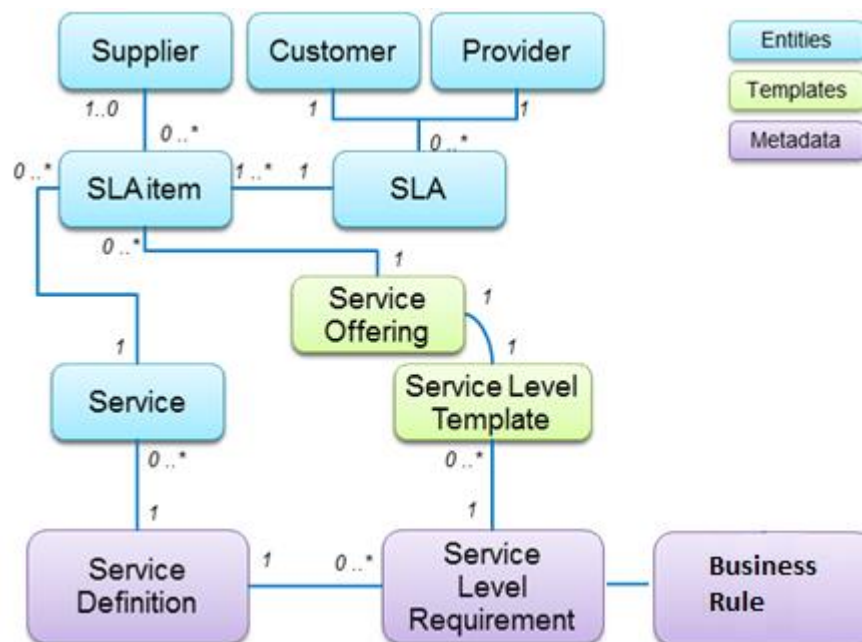 Supplier
Customer
Provider
Entities
Templates
Metadata
1..0
0 ..*
1
1
0 ..*
0 ..*
SLA item
1 ..*
1
SLA
0 ..*
1
Service
Offering
1
1
1
Service
Service Level
Template
0 ..*
0 ..*
1
1
Service
Definition
1
0 ..*
Service
Level
Requirement
Business
Rule